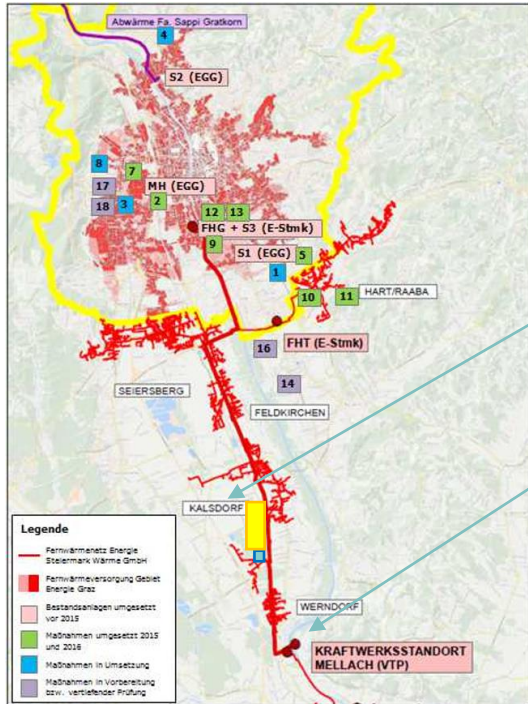 Abwärme Fa. Sappi Gratkorn
4
S2 (EGG)
8
7
17
MH (EGG)
18
3
2
12
13
FHG + S3 (E-Stmk)
9
S1 (EGG)
5
1
10
11
HART/RAABA
16
FHT (E-Stmk)
14
SEIERSBERG
FELDKIRCHEN
KALSDORF
WERNDORF
KRAFTWERKSSTANDORT
MELLACH (VTP)
Legende
Fernwärmenetz Energie
Steiermark Wärme GmbH
Fernwärmeversorgung Gebiet
Energie Graz
Bestandsanlagen umgesetzt
vor 2015
Maßnahmen umgesetzt 2015
und 2016
Maßnahmen in Umsetzung
Maßnahmen in Vorbereitung
bzw. vertiefender Prüfung